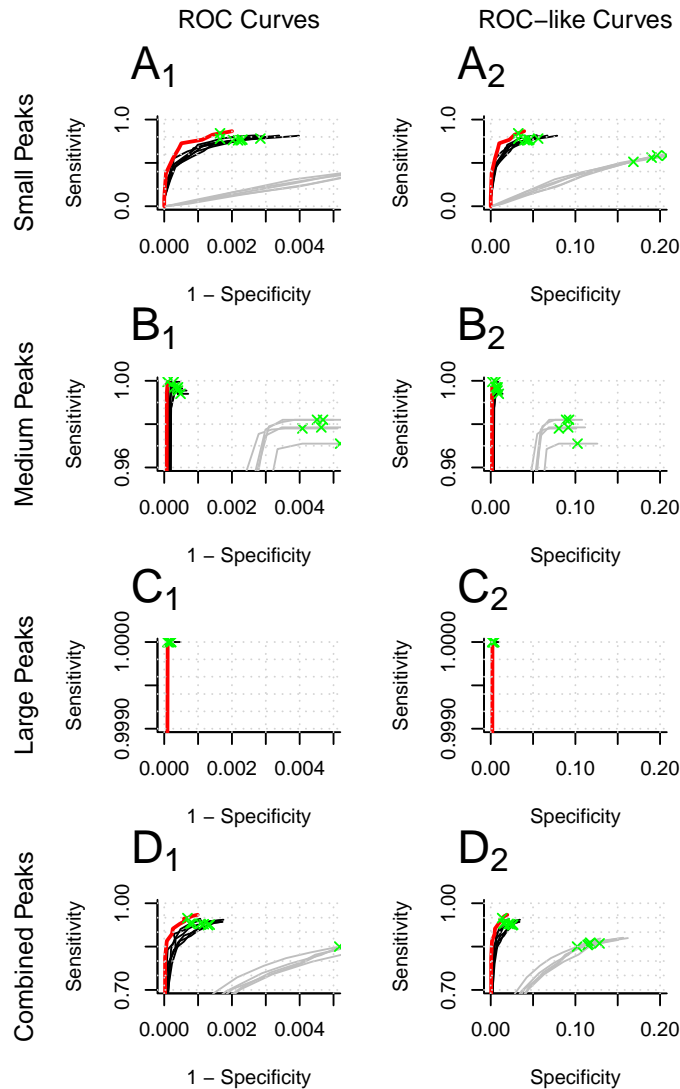 ROC Curves
ROC−like Curves
Small Peaks
A1
Sensitivity
1.0
0.0
0.000 0.002 0.004
1 − Specificity
A2
Sensitivity
1.0
0.0
0.00 0.10 0.20
Specificity
Medium Peaks
B1
Sensitivity
1.00
0.96
0.000 0.002 0.004
1 − Specificity
B2
Sensitivity
1.00
0.96
0.00 0.10 0.20
Specificity
Large Peaks
C1
Sensitivity
1.0000
0.9990
0.000 0.002 0.004
1 − Specificity
C2
Sensitivity
1.0000
0.9990
0.00 0.10 0.20
Specificity
Combined Peaks
D1
Sensitivity
1.00
0.70
0.000 0.002 0.004
1 − Specificity
D2
Sensitivity
1.00
0.70
0.00 0.10 0.20
Specificity